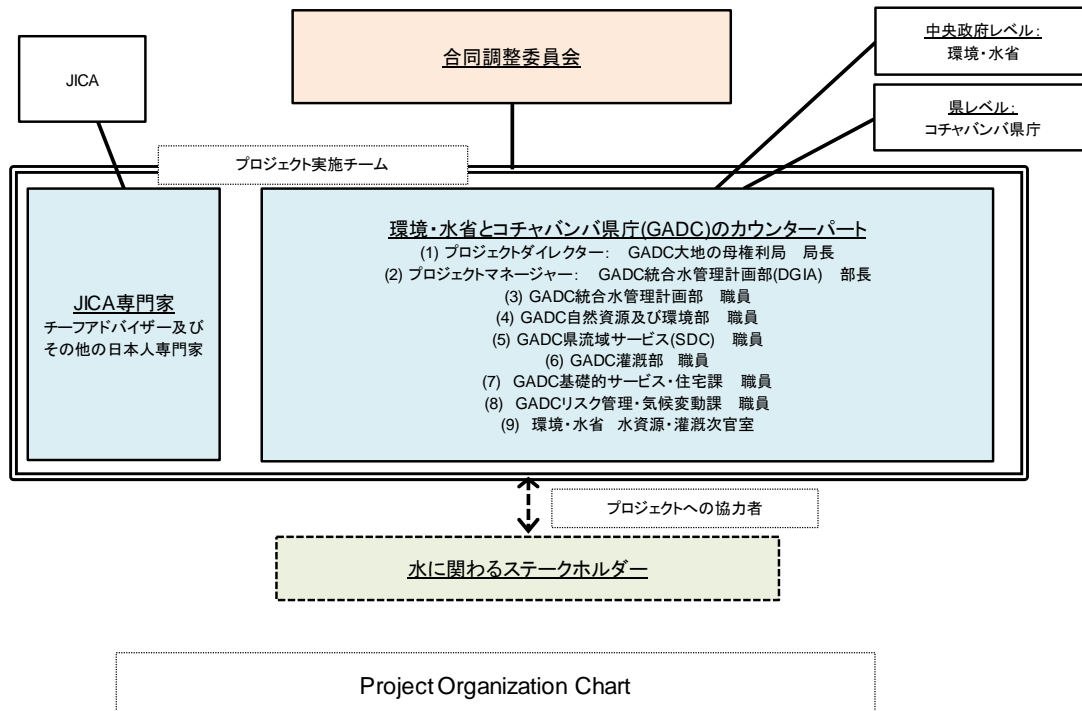 JICA
合同調整委員会
中央政府レベル：
環境・水省
県レベル：
コチャバンバ県庁
プロジェクト実施チーム
JICA専門家
チーフアドバイザー及び
その他の日本人専門家
環境・水省とコチャバンバ県庁(GADC)のカウンターパート
(1) プロジェクトダイレクター： GADC大地の母権利局 局長
(2) プロジェクトマネージャー： GADC統合水管理計画部(DGIA) 部長
(3) GADC統合水管理計画部 職員
(4) GADC自然資源及び環境部 職員
(5) GADC県流域サービス(SDC) 職員
(6) GADC灌漑部 職員
(7) GADC基礎的サービス・住宅課 職員
(8) GADCリスク管理・気候変動課 職員
(9) 環境・水省 水資源・灌漑次官室
プロジェクトへの協力者
水に関わるステークホルダー
Project Organization Chart